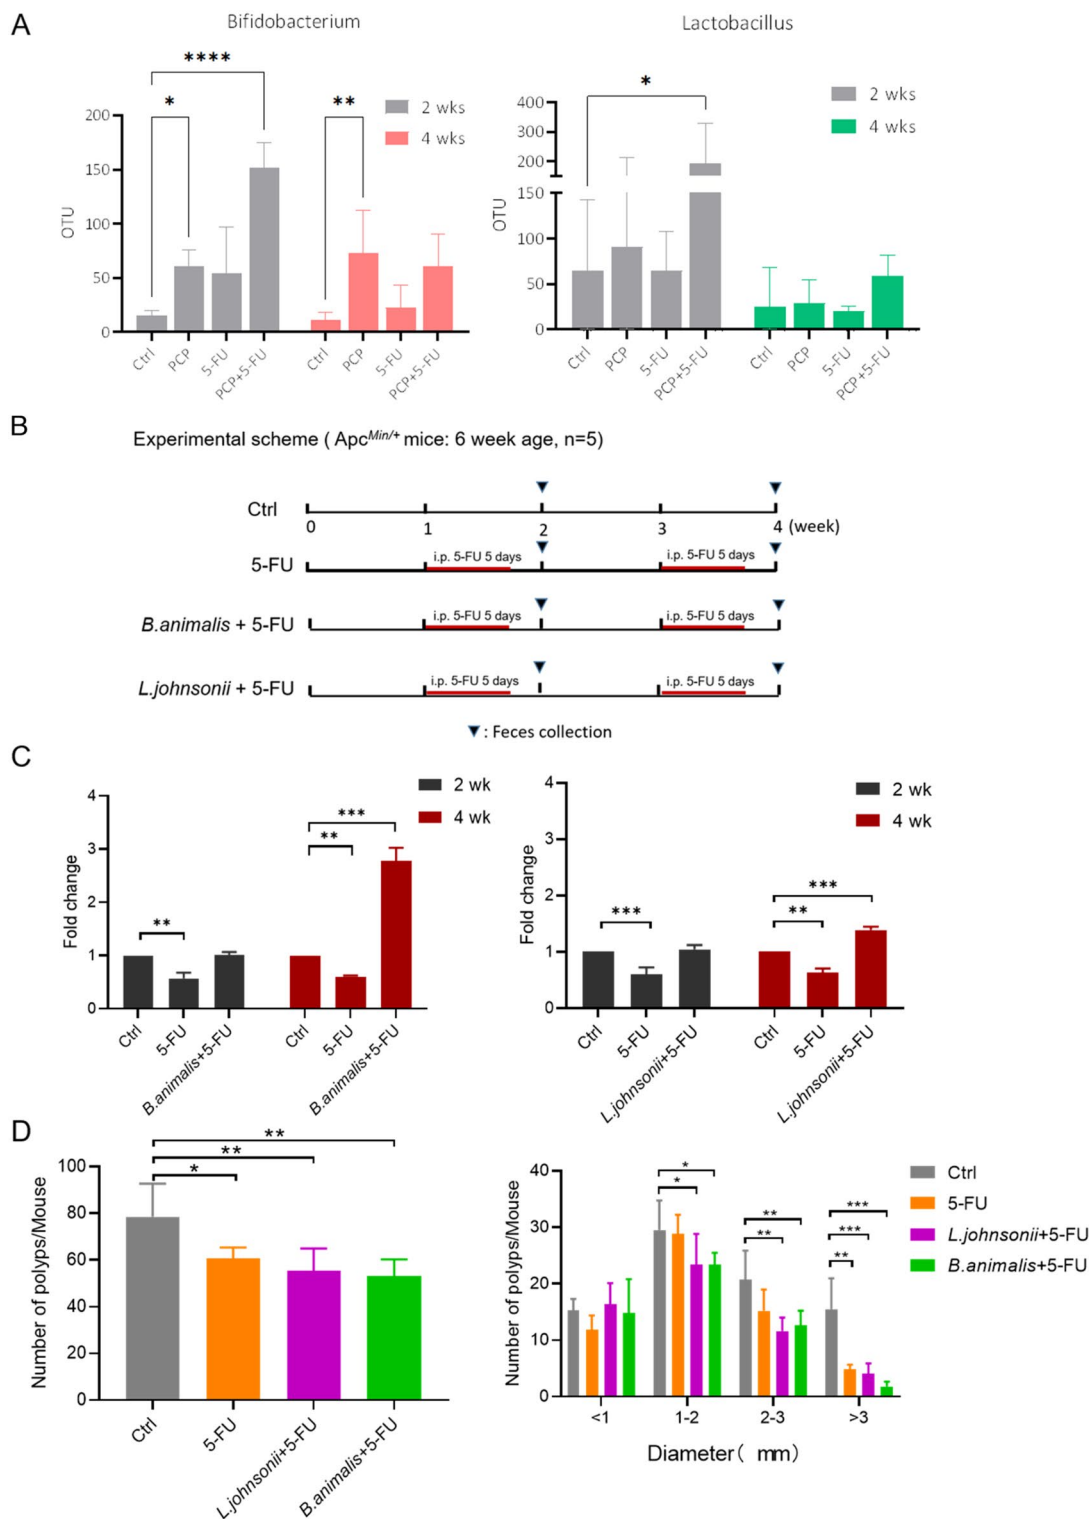 A
Bifidobacterium
Lactobacillus
****
*
**
2 wks
4 wks
OTU
200
150
100
50
0
Ctrl
PCP
5-FU
PCP+5-FU
Ctrl
PCP
5-FU
PCP+5-FU
*
2 wks
4 wks
OTU
400
300
200
150
100
50
0
Ctrl
PCP
5-FU
PCP+5-FU
Ctrl
PCP
5-FU
PCP+5-FU
B
Experimental scheme ( Apc^Min/+ mice: 6 week age, n=5)
Ctrl
0 1 2 3 4 (week)
5-FU
i.p. 5-FU 5 days
i.p. 5-FU 5 days
B.animalis + 5-FU
i.p. 5-FU 5 days
i.p. 5-FU 5 days
L.johnsonii + 5-FU
i.p. 5-FU 5 days
i.p. 5-FU 5 days
▼: Feces collection
C
2 wk
4 wk
Fold change
4
3
2
1
0
**
***
**
Ctrl
5-FU
B.animalis+5-FU
Ctrl
5-FU
B.animalis+5-FU
2 wk
4 wk
Fold change
4
3
2
1
0
***
***
**
Ctrl
5-FU
L.johnsonii+5-FU
Ctrl
5-FU
L.johnsonii+5-FU
D
**
**
*
Number of polyps/Mouse
100
80
60
40
20
0
Ctrl
5-FU
L.johnsonii+5-FU
B.animalis+5-FU
Number of polyps/Mouse
40
30
20
10
0
*
*
**
**
***
***
**
<1
1-2
2-3
>3
Diameter( mm)
Ctrl
5-FU
L.johnsonii+5-FU
B.animalis+5-FU